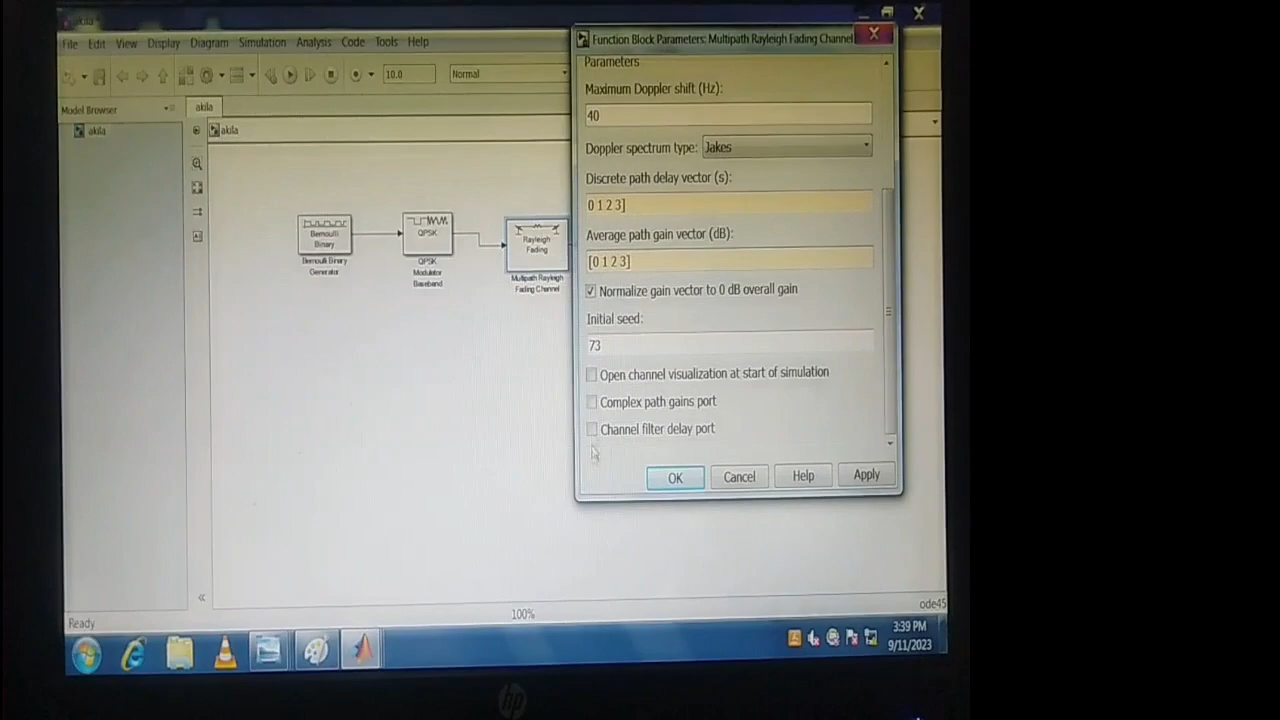 akila *
Function Block Parameters: Multipath Rayleigh Fading Channel
File Edit View Display Diagram Simulation Analysis Code Tools Help
10.0
Normal
Model Browser
akila
akila
akila
Parameters
Maximum Doppler shift (Hz):
40
Doppler spectrum type: Jakes
Discrete path delay vector (s):
0 1 2 3]
Average path gain vector (dB):
[0 1 2 3]
Normalize gain vector to 0 dB overall gain
Initial seed:
73
Open channel visualization at start of simulation
Complex path gains port
Channel filter delay port
OK
Cancel
Help
Apply
Bernoulli
Binary
Bernoulli Binary
Generator
QPSK
QPSK
Modulator
Baseband
Rayleigh
Fading
Multipath Rayleigh
Fading Channel
Ready
100%
ode45
3:39 PM
9/11/2023
hp